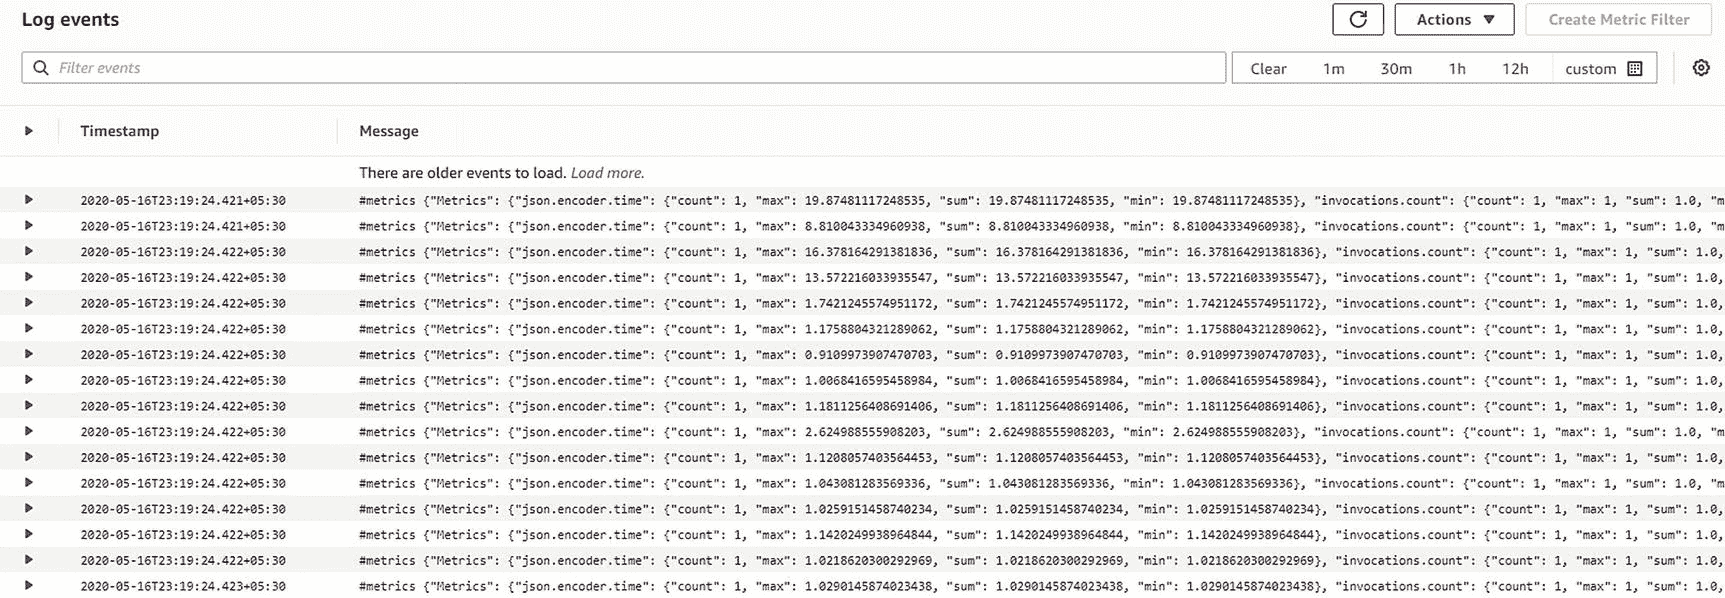 Log events
Actions
Create Metric Filter
Filter events
Clear 1m 30m 1h 12h custom
Timestamp Message
There are older events to load. Load more.
2020-05-16T23:19:24.421+05:30 #metrics {"Metrics": {"json.encoder.time": {"count": 1, "max": 19.87481117248535, "sum": 19.87481117248535, "min": 19.87481117248535}, "invocations.count": {"count": 1, "max": 1, "sum": 1.0, "m
2020-05-16T23:19:24.421+05:30 #metrics {"Metrics": {"json.encoder.time": {"count": 1, "max": 8.810043334960938, "sum": 8.810043334960938, "min": 8.810043334960938}, "invocations.count": {"count": 1, "max": 1, "sum": 1.0, "m
2020-05-16T23:19:24.422+05:30 #metrics {"Metrics": {"json.encoder.time": {"count": 1, "max": 16.378164291381836, "sum": 16.378164291381836, "min": 16.378164291381836}, "invocations.count": {"count": 1, "max": 1, "sum": 1.0,
2020-05-16T23:19:24.422+05:30 #metrics {"Metrics": {"json.encoder.time": {"count": 1, "max": 13.572216033935547, "sum": 13.572216033935547, "min": 13.572216033935547}, "invocations.count": {"count": 1, "max": 1, "sum": 1.0,
2020-05-16T23:19:24.422+05:30 #metrics {"Metrics": {"json.encoder.time": {"count": 1, "max": 1.7421245574951172, "sum": 1.7421245574951172, "min": 1.7421245574951172}, "invocations.count": {"count": 1, "max": 1, "sum": 1.0,
2020-05-16T23:19:24.422+05:30 #metrics {"Metrics": {"json.encoder.time": {"count": 1, "max": 1.1758804321289062, "sum": 1.1758804321289062, "min": 1.1758804321289062}, "invocations.count": {"count": 1, "max": 1, "sum": 1.0,
2020-05-16T23:19:24.422+05:30 #metrics {"Metrics": {"json.encoder.time": {"count": 1, "max": 0.9109973907470703, "sum": 0.9109973907470703, "min": 0.9109973907470703}, "invocations.count": {"count": 1, "max": 1, "sum": 1.0,
2020-05-16T23:19:24.422+05:30 #metrics {"Metrics": {"json.encoder.time": {"count": 1, "max": 1.0068416595458984, "sum": 1.0068416595458984, "min": 1.0068416595458984}, "invocations.count": {"count": 1, "max": 1, "sum": 1.0,
2020-05-16T23:19:24.422+05:30 #metrics {"Metrics": {"json.encoder.time": {"count": 1, "max": 1.1811256408691406, "sum": 1.1811256408691406, "min": 1.1811256408691406}, "invocations.count": {"count": 1, "max": 1, "sum": 1.0,
2020-05-16T23:19:24.422+05:30 #metrics {"Metrics": {"json.encoder.time": {"count": 1, "max": 2.624988555908203, "sum": 2.624988555908203, "min": 2.624988555908203}, "invocations.count": {"count": 1, "max": 1, "sum": 1.0, "m
2020-05-16T23:19:24.422+05:30 #metrics {"Metrics": {"json.encoder.time": {"count": 1, "max": 1.1208057403564453, "sum": 1.1208057403564453, "min": 1.1208057403564453}, "invocations.count": {"count": 1, "max": 1, "sum": 1.0,
2020-05-16T23:19:24.422+05:30 #metrics {"Metrics": {"json.encoder.time": {"count": 1, "max": 1.043081283569336, "sum": 1.043081283569336, "min": 1.043081283569336}, "invocations.count": {"count": 1, "max": 1, "sum": 1.0, "m
2020-05-16T23:19:24.422+05:30 #metrics {"Metrics": {"json.encoder.time": {"count": 1, "max": 1.0259151458740234, "sum": 1.0259151458740234, "min": 1.0259151458740234}, "invocations.count": {"count": 1, "max": 1, "sum": 1.0,
2020-05-16T23:19:24.422+05:30 #metrics {"Metrics": {"json.encoder.time": {"count": 1, "max": 1.1420249938964844, "sum": 1.1420249938964844, "min": 1.1420249938964844}, "invocations.count": {"count": 1, "max": 1, "sum": 1.0,
2020-05-16T23:19:24.422+05:30 #metrics {"Metrics": {"json.encoder.time": {"count": 1, "max": 1.0218620300292969, "sum": 1.0218620300292969, "min": 1.0218620300292969}, "invocations.count": {"count": 1, "max": 1, "sum": 1.0,
2020-05-16T23:19:24.423+05:30 #metrics {"Metrics": {"json.encoder.time": {"count": 1, "max": 1.0290145874023438, "sum": 1.0290145874023438, "min": 1.0290145874023438}, "invocations.count": {"count": 1, "max": 1, "sum": 1.0,